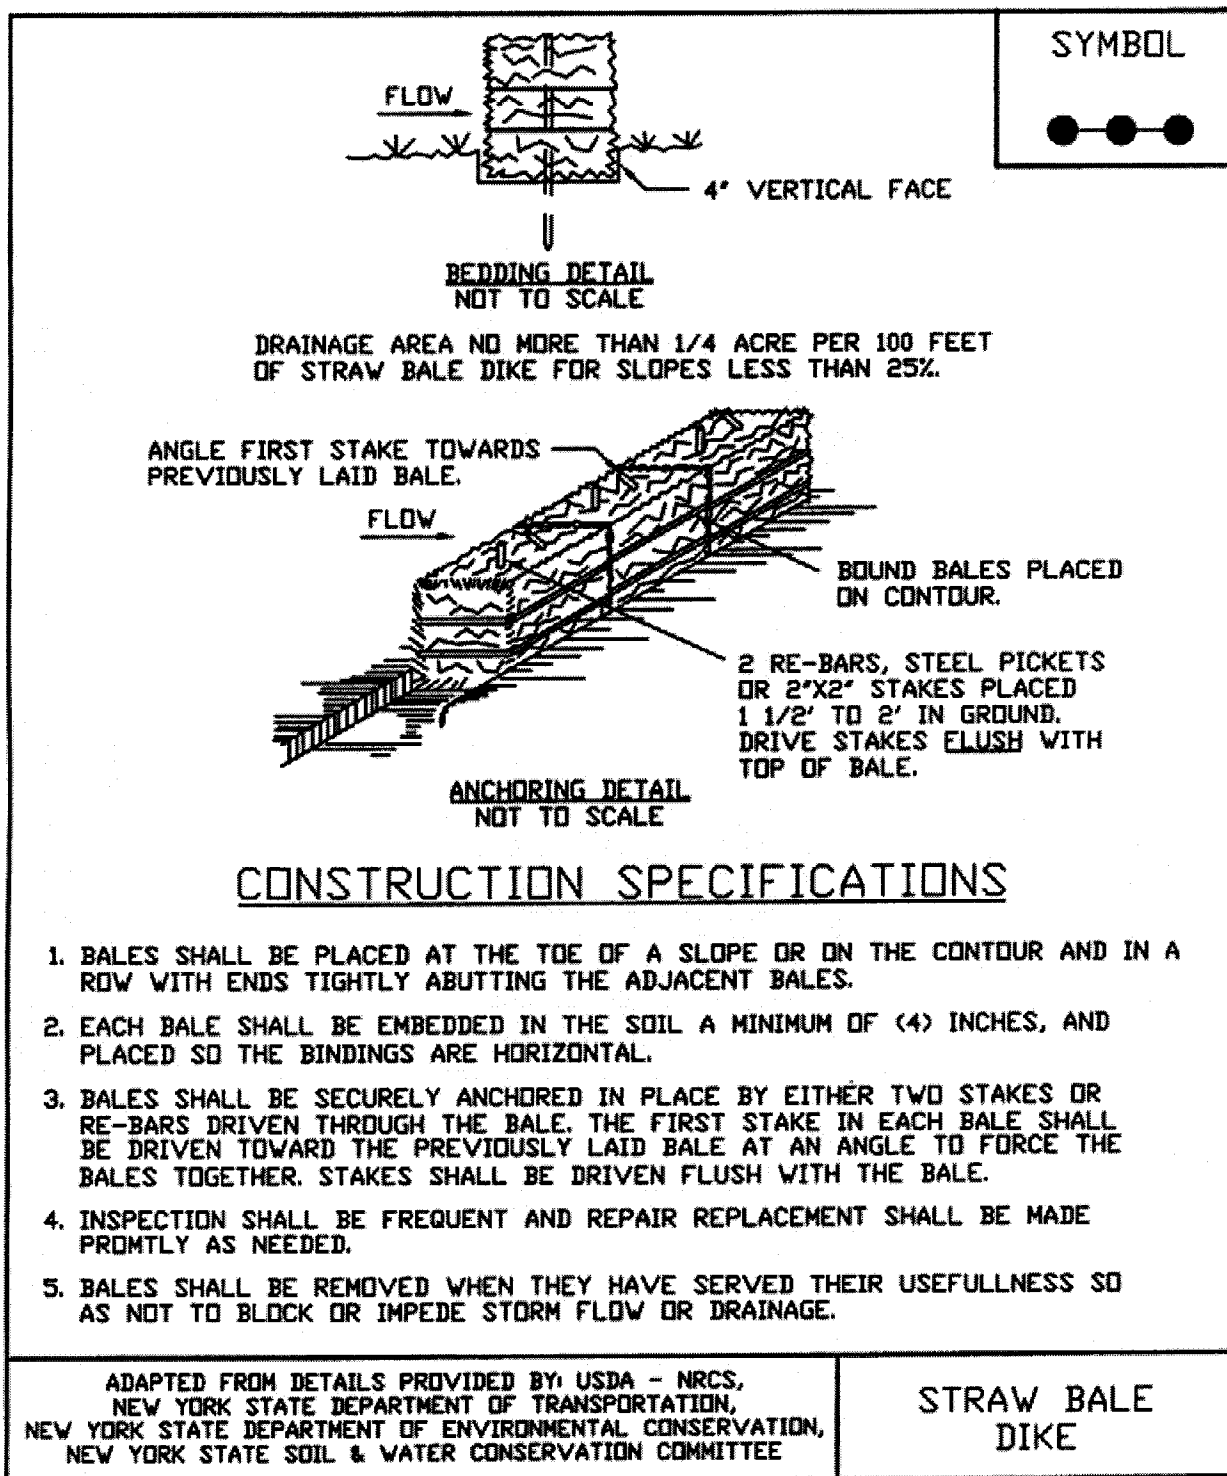 SYMBOL
FLOW
4" VERTICAL FACE
BEDDING DETAIL
NOT TO SCALE
DRAINAGE AREA NO MORE THAN 1/4 ACRE PER 100 FEET
OF STRAW BALE DIKE FOR SLOPES LESS THAN 25%.
ANGLE FIRST STAKE TOWARDS
PREVIOUSLY LAID BALE.
FLOW
BOUND BALES PLACED
ON CONTOUR.
2 RE-BARS, STEEL PICKETS
OR 2"X2" STAKES PLACED
1 1/2' TO 2' IN GROUND.
DRIVE STAKES FLUSH WITH
TOP OF BALE.
ANCHORING DETAIL
NOT TO SCALE
CONSTRUCTION SPECIFICATIONS
1. BALES SHALL BE PLACED AT THE TOE OF A SLOPE OR ON THE CONTOUR AND IN A
ROW WITH ENDS TIGHTLY ABUTTING THE ADJACENT BALES.
2. EACH BALE SHALL BE EMBEDDED IN THE SOIL A MINIMUM OF (4) INCHES, AND
PLACED SO THE BINDINGS ARE HORIZONTAL.
3. BALES SHALL BE SECURELY ANCHORED IN PLACE BY EITHER TWO STAKES OR
RE-BARS DRIVEN THROUGH THE BALE. THE FIRST STAKE IN EACH BALE SHALL
BE DRIVEN TOWARD THE PREVIOUSLY LAID BALE AT AN ANGLE TO FORCE THE
BALES TOGETHER. STAKES SHALL BE DRIVEN FLUSH WITH THE BALE.
4. INSPECTION SHALL BE FREQUENT AND REPAIR REPLACEMENT SHALL BE MADE
PROMTLY AS NEEDED.
5. BALES SHALL BE REMOVED WHEN THEY HAVE SERVED THEIR USEFULLNESS SO
AS NOT TO BLOCK OR IMPEDE STORM FLOW OR DRAINAGE.
ADAPTED FROM DETAILS PROVIDED BY: USDA - NRCS,
NEW YORK STATE DEPARTMENT OF TRANSPORTATION,
NEW YORK STATE DEPARTMENT OF ENVIRONMENTAL CONSERVATION,
NEW YORK STATE SOIL & WATER CONSERVATION COMMITTEE
STRAW BALE
DIKE